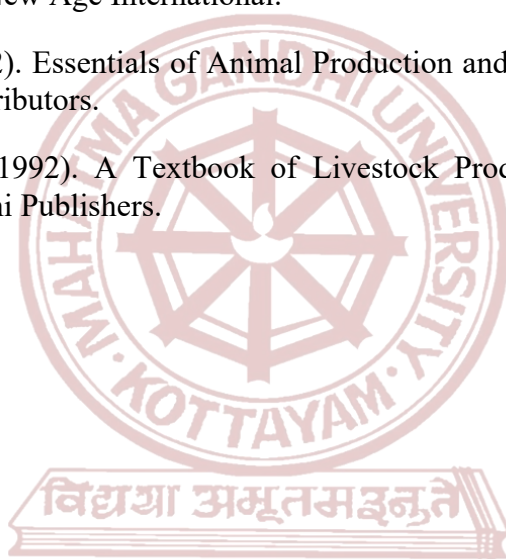 New Age International.
2). Essentials of Animal Production and
ributors.
1992). A Textbook of Livestock Prod
ni Publishers.
MAHATMA GANDHI UNIVERSITY
• KOTTAYAM •
विद्यया अमृतमश्नुते